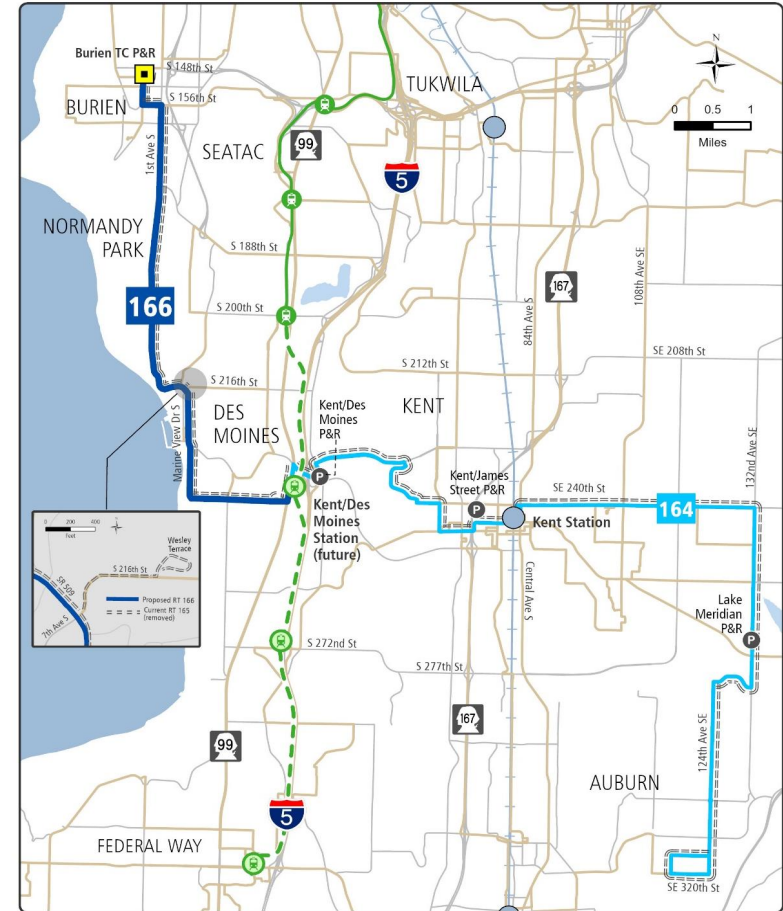 Burien TC P&R
S 148th St
TUKWILA
N
BURIEN
S 156th St
0 0.5 1
Miles
SEATAC
99
1st Ave S
5
NORMANDY
PARK
S 188th St
108th Ave SE
167
84th Ave S
166
S 200th St
SE 208th St
S 212th St
S 216th St
DES
MOINES
Kent/Des
Moines
P&R
KENT
Marine View Dr S
132nd Ave SE
Kent/James
Street P&R
P
SE 240th St
P
164
Kent/Des
Moines
Station
(future)
Kent Station
0 200 400
Feet
Wesley
Terrace
S 216th St
SR 509
Proposed RT 166
Current RT 165
(removed)
7th Ave S
Central Ave S
Lake
Meridian
P&R
P
S 272nd St
S 277th St
124th Ave SE
167
99
AUBURN
5
FEDERAL WAY
SE 320th St